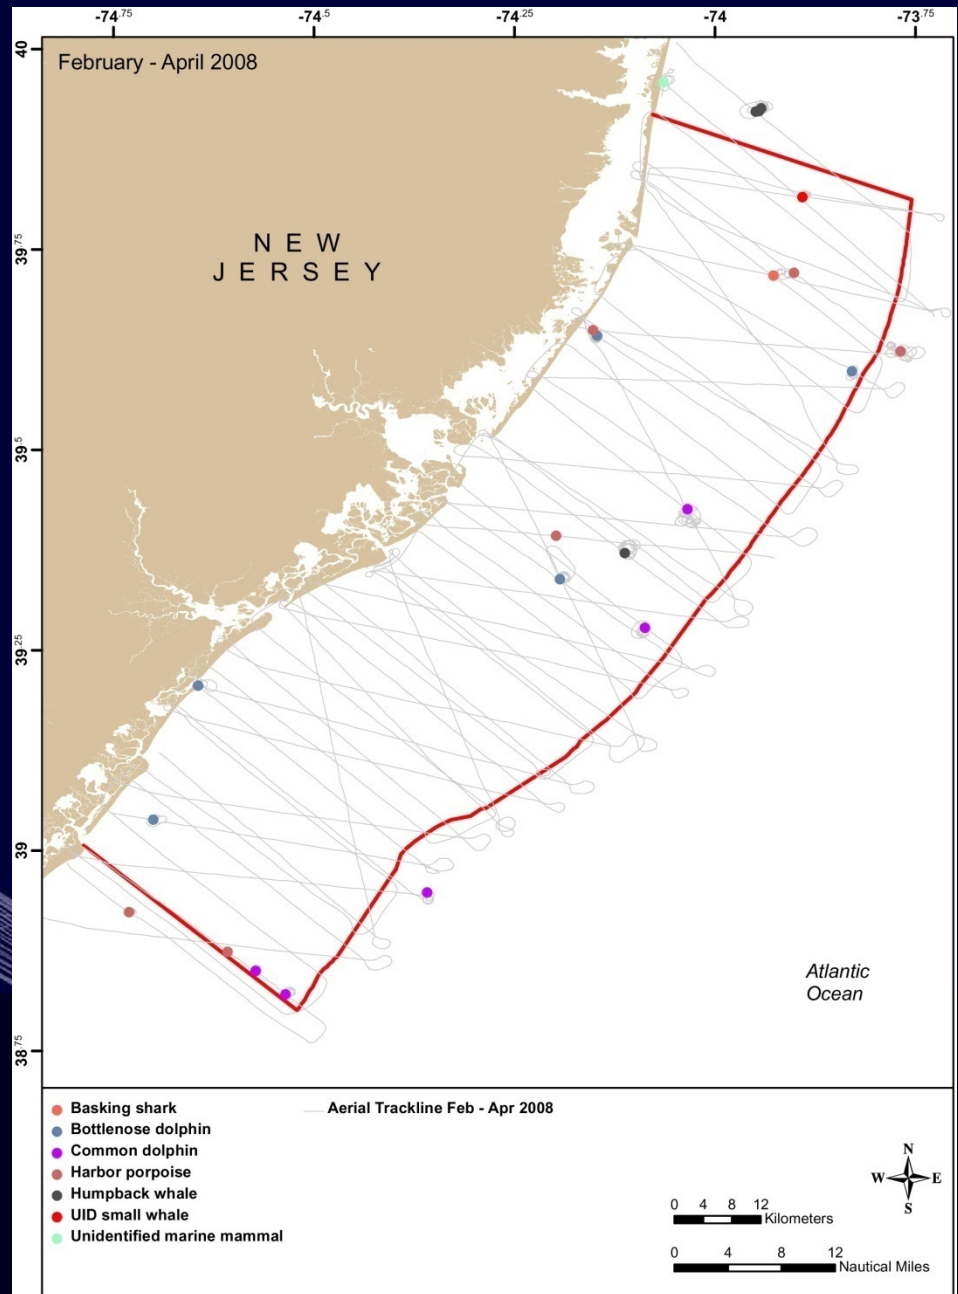 -74.75 -74.5 -74.25 -74 -73.75
40
February - April 2008
39.75
NEW
JERSEY
39.5
39.25
39
Atlantic
Ocean
38.75
Basking shark
Aerial Trackline Feb - Apr 2008
Bottlenose dolphin
Common dolphin
Harbor porpoise
Humpback whale
UID small whale
Unidentified marine mammal
N
W E
S
0 4 8 12
Kilometers
0 4 8 12
Nautical Miles